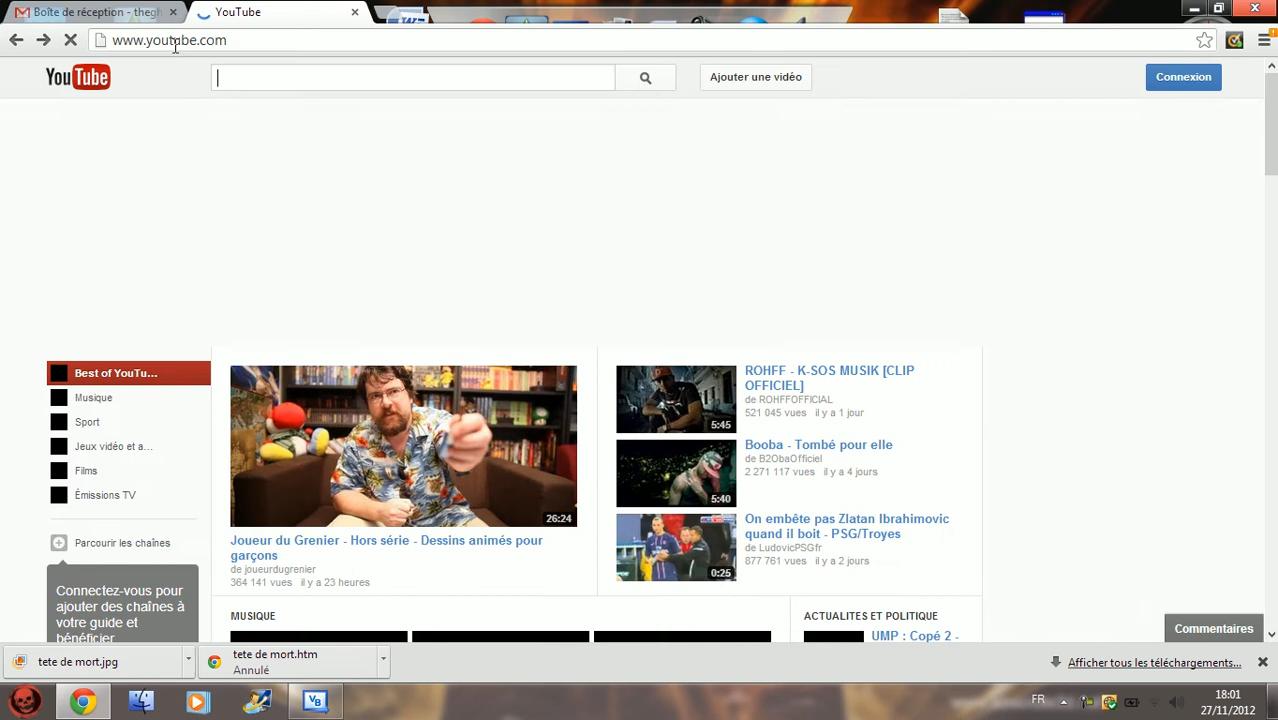 Boîte de réception - thegh
YouTube
www.youtube.com
YouTube
Ajouter une vidéo
Connexion
Best of YouTu...
Musique
Sport
Jeux vidéo et a...
Films
Émissions TV
Parcourir les chaînes
Connectez-vous pour
ajouter des chaînes à
votre guide et
bénéficier
26:24
Joueur du Grenier - Hors série - Dessins animés pour
garçons
de joueurdugrenier
364 141 vues il y a 23 heures
5:45
ROHFF - K-SOS MUSIK [CLIP
OFFICIEL]
de ROHFFOFFICIAL
521 045 vues il y a 1 jour
5:40
Booba - Tombé pour elle
de B2ObaOfficiel
2 271 117 vues il y a 4 jours
0:25
On embête pas Zlatan Ibrahimovic
quand il boit - PSG/Troyes
de LudovicPSGfr
877 761 vues il y a 2 jours
MUSIQUE
ACTUALITES ET POLITIQUE
UMP : Copé 2 -
Commentaires
tete de mort.jpg
tete de mort.htm
Annulé
Afficher tous les téléchargements...
VB
FR
18:01
27/11/2012